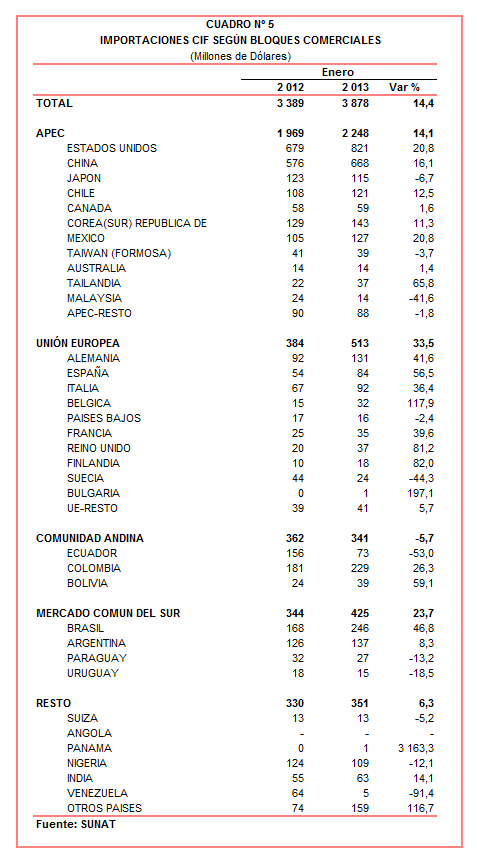 CUADRO Nº 5
IMPORTACIONES CIF SEGÚN BLOQUES COMERCIALES
(Millones de Dólares)
Enero
2 012 2 013 Var %
TOTAL 3 389 3 878 14,4
APEC 1 969 2 248 14,1
ESTADOS UNIDOS 679 821 20,8
CHINA 576 668 16,1
JAPON 123 115 -6,7
CHILE 108 121 12,5
CANADA 58 59 1,6
COREA(SUR) REPUBLICA DE 129 143 11,3
MEXICO 105 127 20,8
TAIWAN (FORMOSA) 41 39 -3,7
AUSTRALIA 14 14 1,4
TAILANDIA 22 37 65,8
MALAYSIA 24 14 -41,6
APEC-RESTO 90 88 -1,8
UNIÓN EUROPEA 384 513 33,5
ALEMANIA 92 131 41,6
ESPAÑA 54 84 56,5
ITALIA 67 92 36,4
BELGICA 15 32 117,9
PAISES BAJOS 17 16 -2,4
FRANCIA 25 35 39,6
REINO UNIDO 20 37 81,2
FINLANDIA 10 18 82,0
SUECIA 44 24 -44,3
BULGARIA 0 1 197,1
UE-RESTO 39 41 5,7
COMUNIDAD ANDINA 362 341 -5,7
ECUADOR 156 73 -53,0
COLOMBIA 181 229 26,3
BOLIVIA 24 39 59,1
MERCADO COMUN DEL SUR 344 425 23,7
BRASIL 168 246 46,8
ARGENTINA 126 137 8,3
PARAGUAY 32 27 -13,2
URUGUAY 18 15 -18,5
RESTO 330 351 6,3
SUIZA 13 13 -5,2
ANGOLA - - -
PANAMA 0 1 3 163,3
NIGERIA 124 109 -12,1
INDIA 55 63 14,1
VENEZUELA 64 5 -91,4
OTROS PAISES 74 159 116,7
Fuente: SUNAT